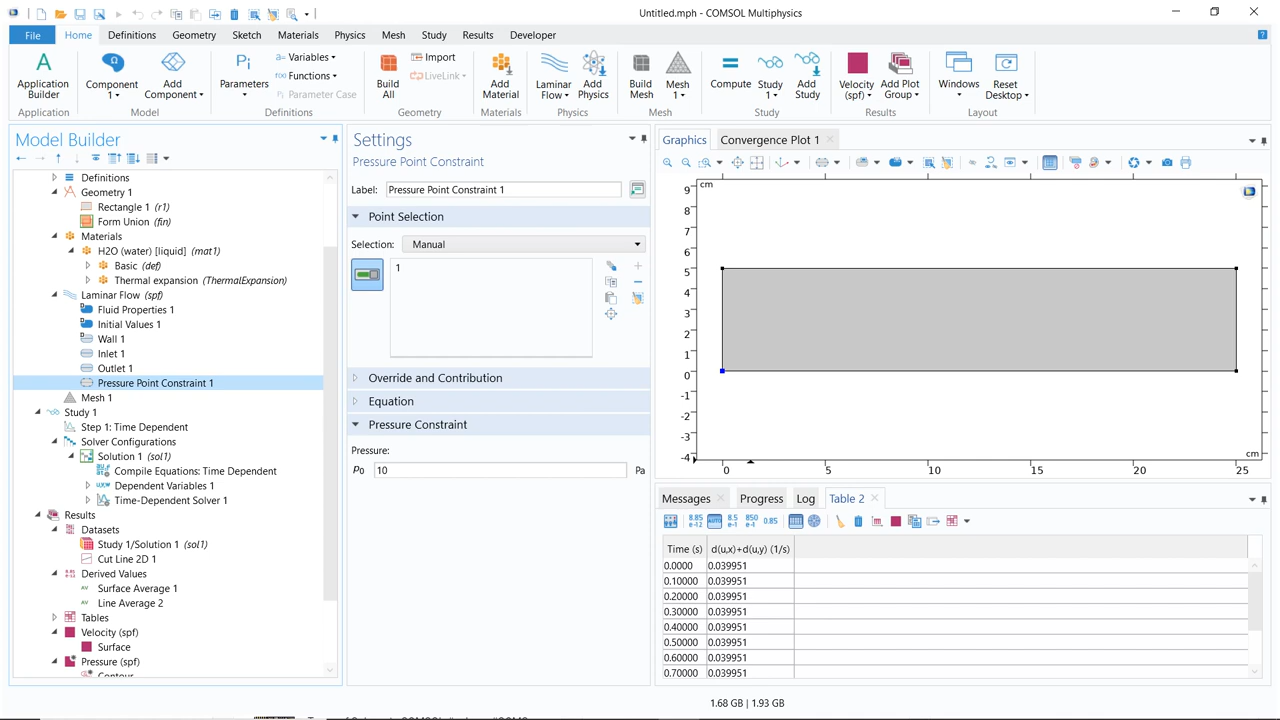 Untitled.mph - COMSOL Multiphysics
File Home Definitions Geometry Sketch Materials Physics Mesh Study Results Developer
Application Builder
Component 1
Add Component
Parameters
Variables
Functions
Parameter Case
Build All
Import
LiveLink
Add Material
Laminar Flow
Add Physics
Build Mesh
Mesh 1
Compute
Study 1
Add Study
Velocity (spf)
Add Plot Group
Windows
Reset Desktop
Application Model Definitions Geometry Materials Physics Mesh Study Results Layout
Model Builder
Definitions
Geometry 1
Rectangle 1 (r1)
Form Union (fin)
Materials
H2O (water) [liquid] (mat1)
Basic (def)
Thermal expansion (ThermalExpansion)
Laminar Flow (spf)
Fluid Properties 1
Initial Values 1
Wall 1
Inlet 1
Outlet 1
Pressure Point Constraint 1
Mesh 1
Study 1
Step 1: Time Dependent
Solver Configurations
Solution 1 (sol1)
Compile Equations: Time Dependent
Dependent Variables 1
Time-Dependent Solver 1
Results
Datasets
Study 1/Solution 1 (sol1)
Cut Line 2D 1
Derived Values
Surface Average 1
Line Average 2
Tables
Velocity (spf)
Surface
Pressure (spf)
Settings
Pressure Point Constraint
Label: Pressure Point Constraint 1
Point Selection
Selection: Manual
1
Override and Contribution
Equation
Pressure Constraint
Pressure:
p₀ 10 Pa
Graphics Convergence Plot 1
cm
9
8
7
6
5
4
3
2
1
0
-1
-2
-3
-4
cm
0 5 10 15 20 25
Messages Progress Log Table 2
8.85 e-12 AUTO 8.5 e-1 850 e-1 0.85
Time (s) d(u,x)+d(u,y) (1/s)
0.0000 0.039951
0.10000 0.039951
0.20000 0.039951
0.30000 0.039951
0.40000 0.039951
0.50000 0.039951
0.60000 0.039951
0.70000 0.039951
1.68 GB | 1.93 GB